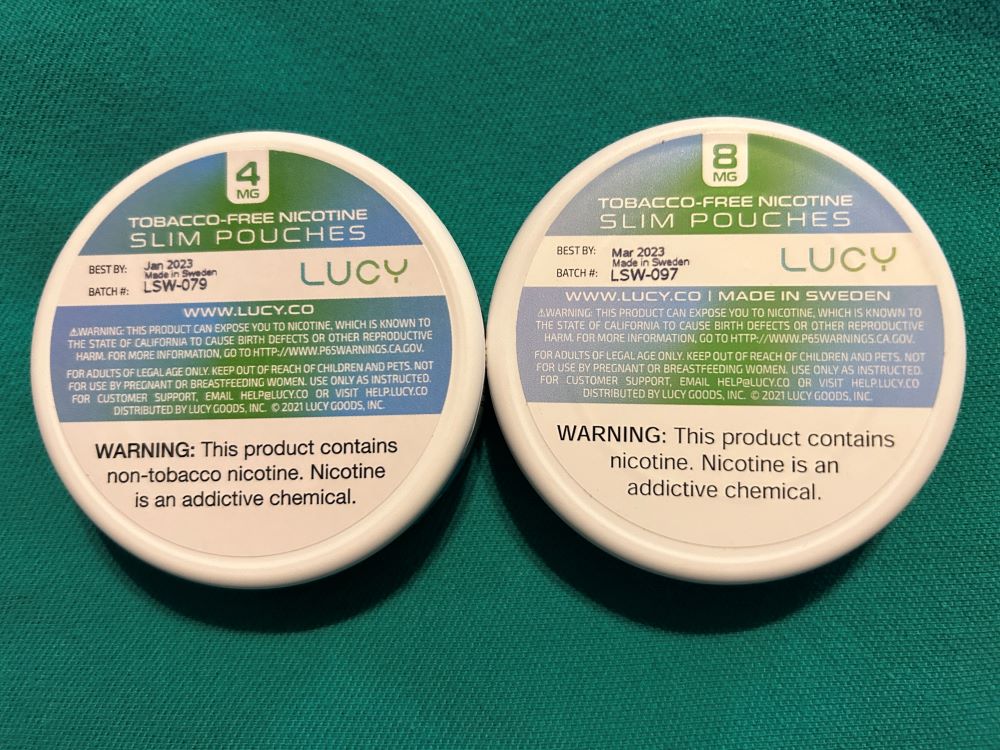 4
MG
TOBACCO-FREE NICOTINE
SLIM POUCHES
BEST BY: Jan 2023
Made in Sweden
BATCH #: LSW-079
LUCY
WWW.LUCY.CO
⚠WARNING: THIS PRODUCT CAN EXPOSE YOU TO NICOTINE, WHICH IS KNOWN TO
THE STATE OF CALIFORNIA TO CAUSE BIRTH DEFECTS OR OTHER REPRODUCTIVE
HARM. FOR MORE INFORMATION, GO TO HTTP://WWW.P65WARNINGS.CA.GOV.
FOR ADULTS OF LEGAL AGE ONLY. KEEP OUT OF REACH OF CHILDREN AND PETS. NOT
FOR USE BY PREGNANT OR BREASTFEEDING WOMEN. USE ONLY AS INSTRUCTED.
FOR CUSTOMER SUPPORT, EMAIL HELP@LUCY.CO OR VISIT HELP.LUCY.CO
DISTRIBUTED BY LUCY GOODS, INC. © 2021 LUCY GOODS, INC.
WARNING: This product contains
non-tobacco nicotine. Nicotine
is an addictive chemical.
8
MG
TOBACCO-FREE NICOTINE
SLIM POUCHES
BEST BY: Mar 2023
Made in Sweden
BATCH #: LSW-097
LUCY
WWW.LUCY.CO | MADE IN SWEDEN
⚠WARNING: THIS PRODUCT CAN EXPOSE YOU TO NICOTINE, WHICH IS KNOWN TO
THE STATE OF CALIFORNIA TO CAUSE BIRTH DEFECTS OR OTHER REPRODUCTIVE
HARM. FOR MORE INFORMATION, GO TO HTTP://WWW.P65WARNINGS.CA.GOV.
FOR ADULTS OF LEGAL AGE ONLY. KEEP OUT OF REACH OF CHILDREN AND PETS. NOT
FOR USE BY PREGNANT OR BREASTFEEDING WOMEN. USE ONLY AS INSTRUCTED.
FOR CUSTOMER SUPPORT, EMAIL HELP@LUCY.CO OR VISIT HELP.LUCY.CO
DISTRIBUTED BY LUCY GOODS, INC. © 2021 LUCY GOODS, INC.
WARNING: This product contains
nicotine. Nicotine is an
addictive chemical.